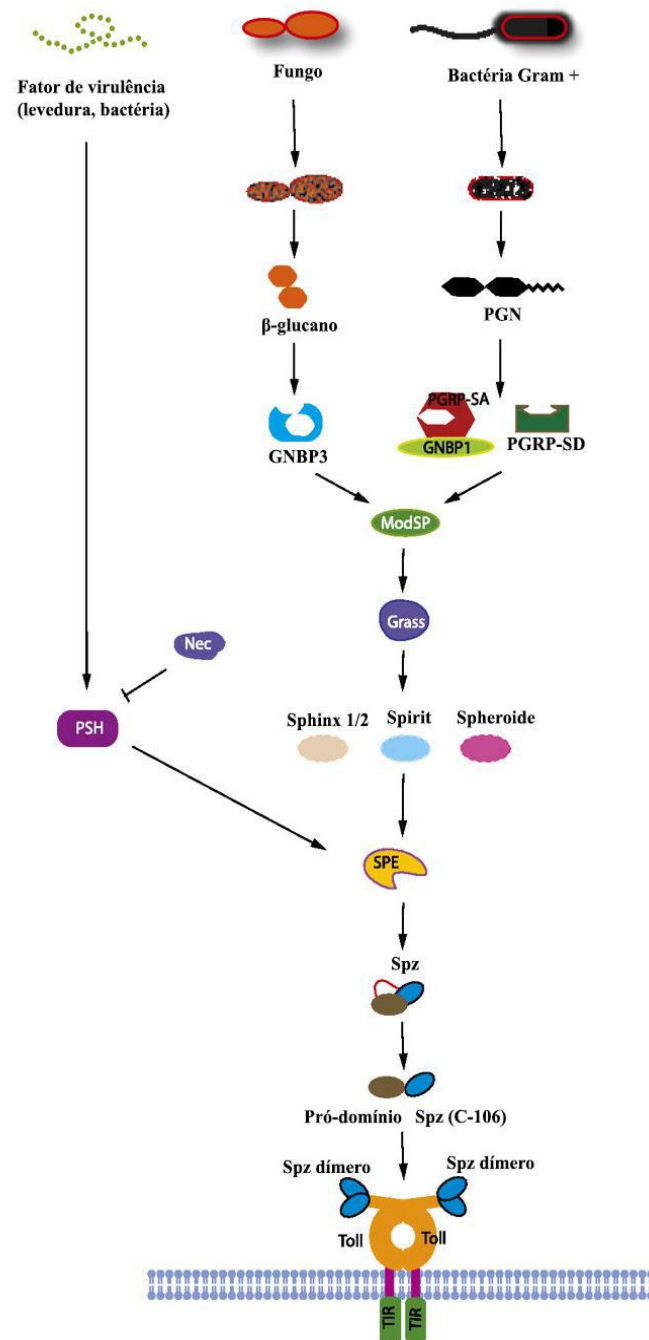 Fator de virulência
(levedura, bactéria)
Fungo
Bactéria Gram +
β-glucano
PGN
GNBP3
PGRP-SA
GNBP1
PGRP-SD
ModSP
Grass
Nec
PSH
Sphinx 1/2
Spirit
Spheroide
SPE
Spz
Pró-domínio
Spz (C-106)
Spz dímero
Spz dímero
Toll
Toll
TIR
TIR